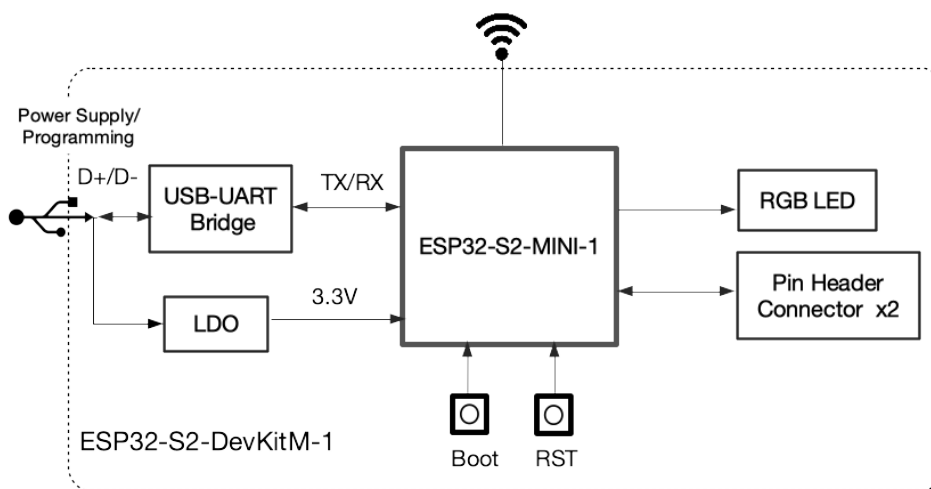 Power Supply/
Programming
D+/D-
USB-UART
Bridge
TX/RX
ESP32-S2-MINI-1
RGB LED
Pin Header
Connector x2
LDO
3.3V
Boot
RST
ESP32-S2-DevKitM-1